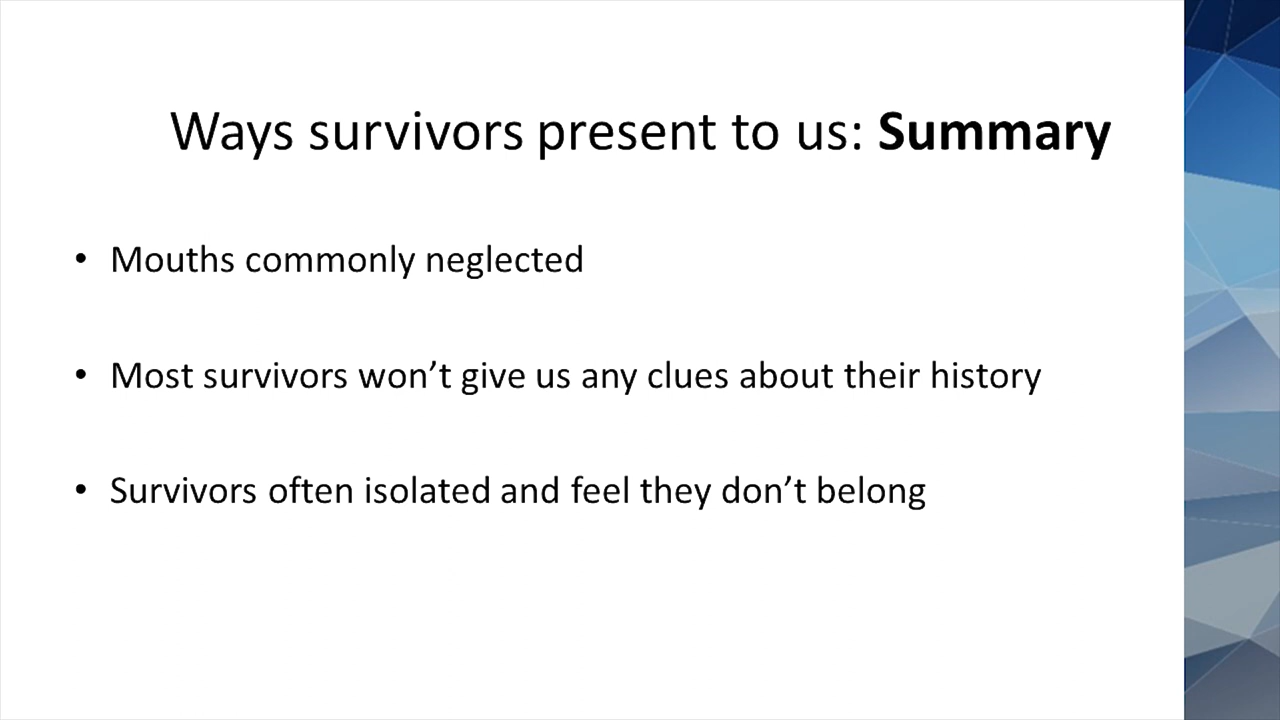 Ways survivors present to us: Summary
• Mouths commonly neglected
• Most survivors won’t give us any clues about their history
• Survivors often isolated and feel they don’t belong